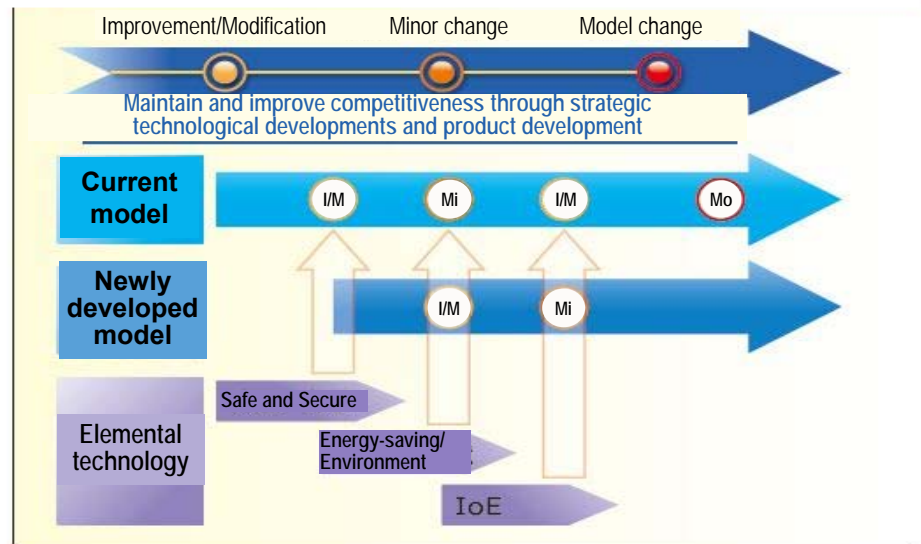 Improvement/Modification
Minor change
Model change
Maintain and improve competitiveness through strategic
technological developments and product development
Current
model
I/M
Mi
I/M
Mo
Newly
developed
model
I/M
Mi
Elemental
technology
Safe and Secure
Energy-saving/
Environment
IoE